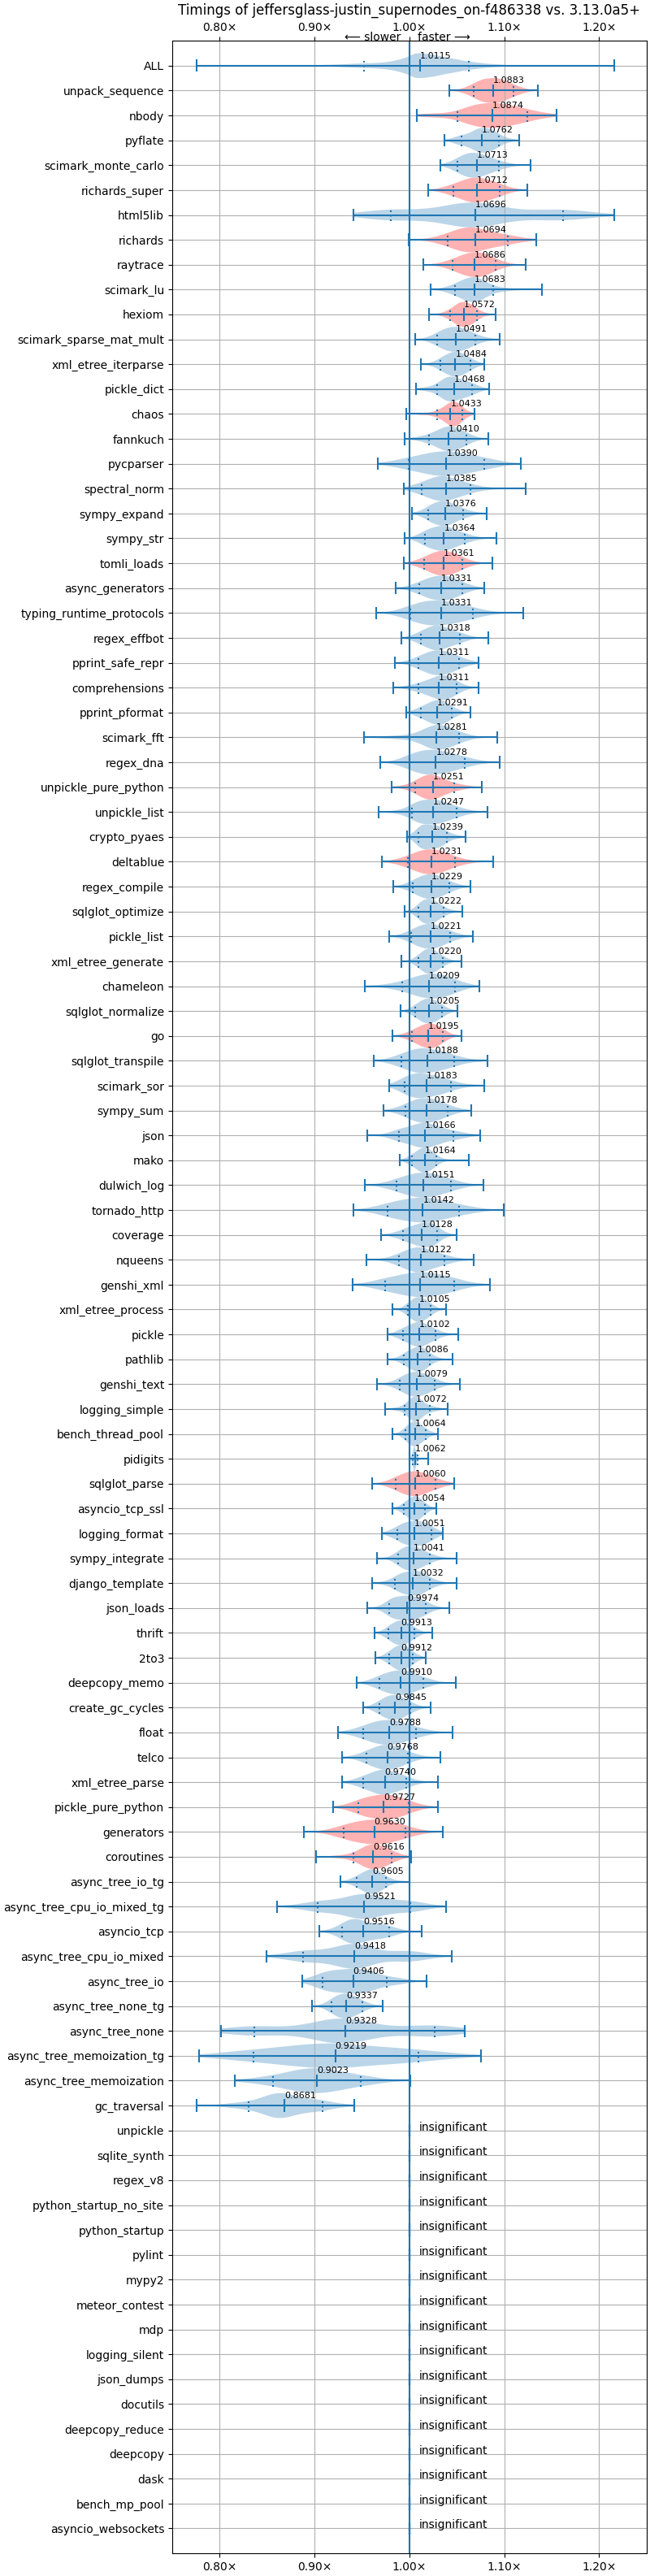 Timings of jeffersglass-justin_supernodes_on-f486338 vs. 3.13.0a5+
0.80× 0.90× 1.00× 1.10× 1.20×
⟵ slower faster ⟶
ALL 1.0115
unpack_sequence 1.0883
nbody 1.0874
pyflate 1.0762
scimark_monte_carlo 1.0713
richards_super 1.0712
html5lib 1.0696
richards 1.0694
raytrace 1.0686
scimark_lu 1.0683
hexiom 1.0572
scimark_sparse_mat_mult 1.0491
xml_etree_iterparse 1.0484
pickle_dict 1.0468
chaos 1.0433
fannkuch 1.0410
pycparser 1.0390
spectral_norm 1.0385
sympy_expand 1.0376
sympy_str 1.0364
tomli_loads 1.0361
async_generators 1.0331
typing_runtime_protocols 1.0331
regex_effbot 1.0318
pprint_safe_repr 1.0311
comprehensions 1.0311
pprint_pformat 1.0291
scimark_fft 1.0281
regex_dna 1.0278
unpickle_pure_python 1.0251
unpickle_list 1.0247
crypto_pyaes 1.0239
deltablue 1.0231
regex_compile 1.0229
sqlglot_optimize 1.0222
pickle_list 1.0221
xml_etree_generate 1.0220
chameleon 1.0209
sqlglot_normalize 1.0205
go 1.0195
sqlglot_transpile 1.0188
scimark_sor 1.0183
sympy_sum 1.0178
json 1.0166
mako 1.0164
dulwich_log 1.0151
tornado_http 1.0142
coverage 1.0128
nqueens 1.0122
genshi_xml 1.0115
xml_etree_process 1.0105
pickle 1.0102
pathlib 1.0086
genshi_text 1.0079
logging_simple 1.0072
bench_thread_pool 1.0064
pidigits 1.0062
sqlglot_parse 1.0060
asyncio_tcp_ssl 1.0054
logging_format 1.0051
sympy_integrate 1.0041
django_template 1.0032
json_loads 0.9974
thrift 0.9913
2to3 0.9912
deepcopy_memo 0.9910
create_gc_cycles 0.9845
float 0.9788
telco 0.9768
xml_etree_parse 0.9740
pickle_pure_python 0.9727
generators 0.9630
coroutines 0.9616
async_tree_io_tg 0.9605
async_tree_cpu_io_mixed_tg 0.9521
asyncio_tcp 0.9516
async_tree_cpu_io_mixed 0.9418
async_tree_io 0.9406
async_tree_none_tg 0.9337
async_tree_none 0.9328
async_tree_memoization_tg 0.9219
async_tree_memoization 0.9023
gc_traversal 0.8681
unpickle insignificant
sqlite_synth insignificant
regex_v8 insignificant
python_startup_no_site insignificant
python_startup insignificant
pylint insignificant
mypy2 insignificant
meteor_contest insignificant
mdp insignificant
logging_silent insignificant
json_dumps insignificant
docutils insignificant
deepcopy_reduce insignificant
deepcopy insignificant
dask insignificant
bench_mp_pool insignificant
asyncio_websockets insignificant
0.80× 0.90× 1.00× 1.10× 1.20×